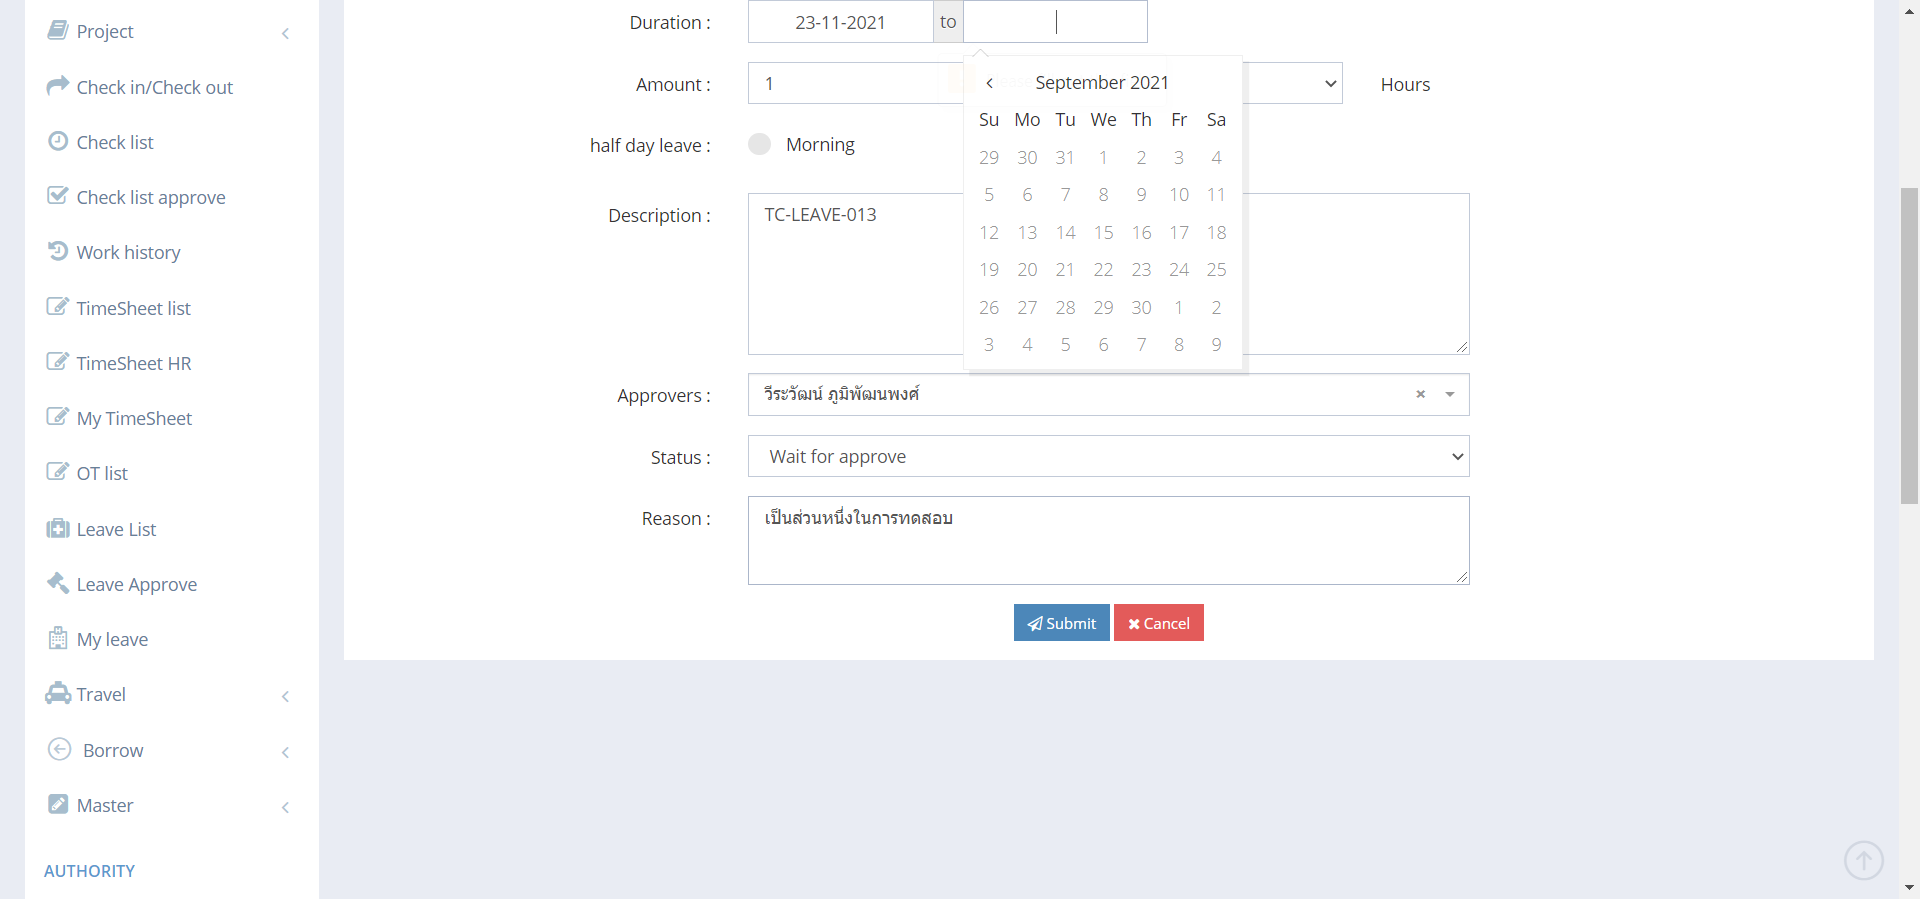 Project
Check in/Check out
Check list
Check list approve
Work history
TimeSheet list
TimeSheet HR
My TimeSheet
OT list
Leave List
Leave Approve
My leave
Travel
Borrow
Master
AUTHORITY
Duration : 23-11-2021 to
Amount : 1 Hours
half day leave : Morning
Description : TC-LEAVE-013
September 2021
Su Mo Tu We Th Fr Sa
29 30 31 1 2 3 4
5 6 7 8 9 10 11
12 13 14 15 16 17 18
19 20 21 22 23 24 25
26 27 28 29 30 1 2
3 4 5 6 7 8 9
Approvers : วีระวัฒน์ ภูมิพัฒนพงศ์
Status : Wait for approve
Reason : เป็นส่วนหนึ่งในการทดสอบ
Submit Cancel